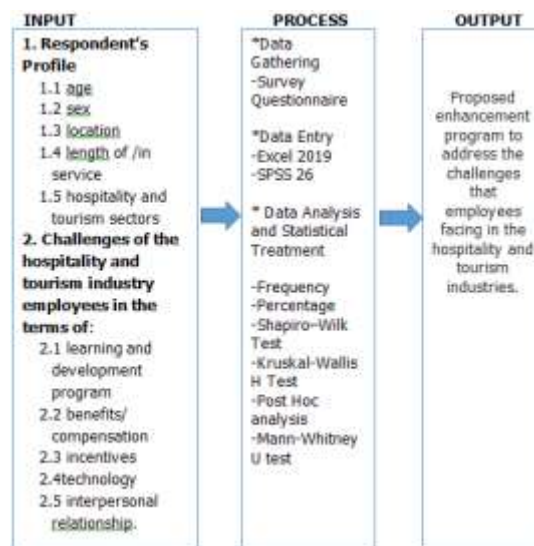 INPUT
1. Respondent's
Profile
1.1 age
1.2 sex
1.3 location
1.4 length of /in
service
1.5 hospitality and
tourism sectors
2. Challenges of the
hospitality and
tourism industry
employees in the
terms of:
2.1 learning and
development
program
2.2 benefits/
compensation
2.3 incentives
2.4technology
2.5 interpersonal
relationship.
PROCESS
*Data
Gathering
-Survey
Questionnaire
*Data Entry
-Excel 2019
-SPSS 26
* Data Analysis
and Statistical
Treatment
-Frequency
-Percentage
-Shapiro-Wilk
Test
-Kruskal-Wallis
H Test
-Post Hoc
analysis
-Mann-Whitney
U test
OUTPUT
Proposed
enhancement
program to
address the
challenges
that
employees
facing in the
hospitality and
tourism
industries.